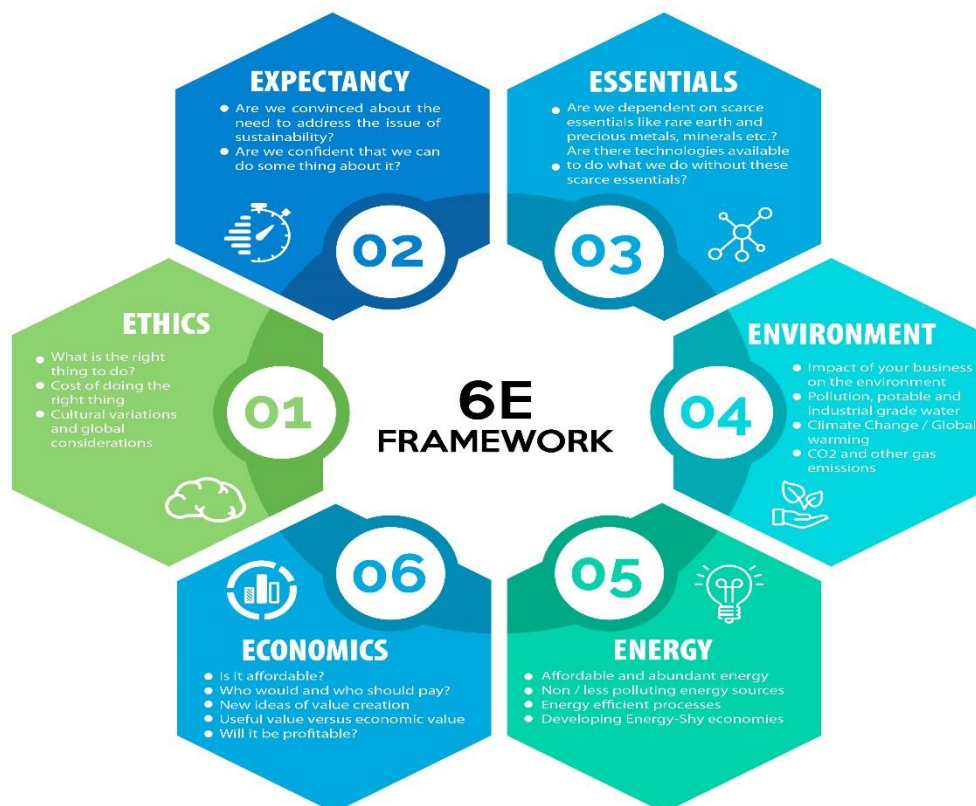 6E
FRAMEWORK
01
ETHICS
● What is the right
thing to do?
● Cost of doing the
right thing
● Cultural variations
and global
considerations
02
EXPECTANCY
● Are we convinced about the
need to address the issue of
sustainability?
● Are we confident that we can
do some thing about it?
03
ESSENTIALS
● Are we dependent on scarce
essentials like rare earth and
precious metals, minerals etc.?
Are there technologies available
● to do what we do without these
scarce essentials?
04
ENVIRONMENT
● Impact of your business
on the environment
● Pollution, potable and
industrial grade water
● Climate Change / Global
warming
● CO2 and other gas
emissions
05
ENERGY
● Affordable and abundant energy
● Non / less polluting energy sources
● Energy efficient processes
● Developing Energy-Shy economies
06
ECONOMICS
● Is it affordable?
● Who would and who should pay?
● New ideas of value creation
● Useful value versus economic value
● Will it be profitable?